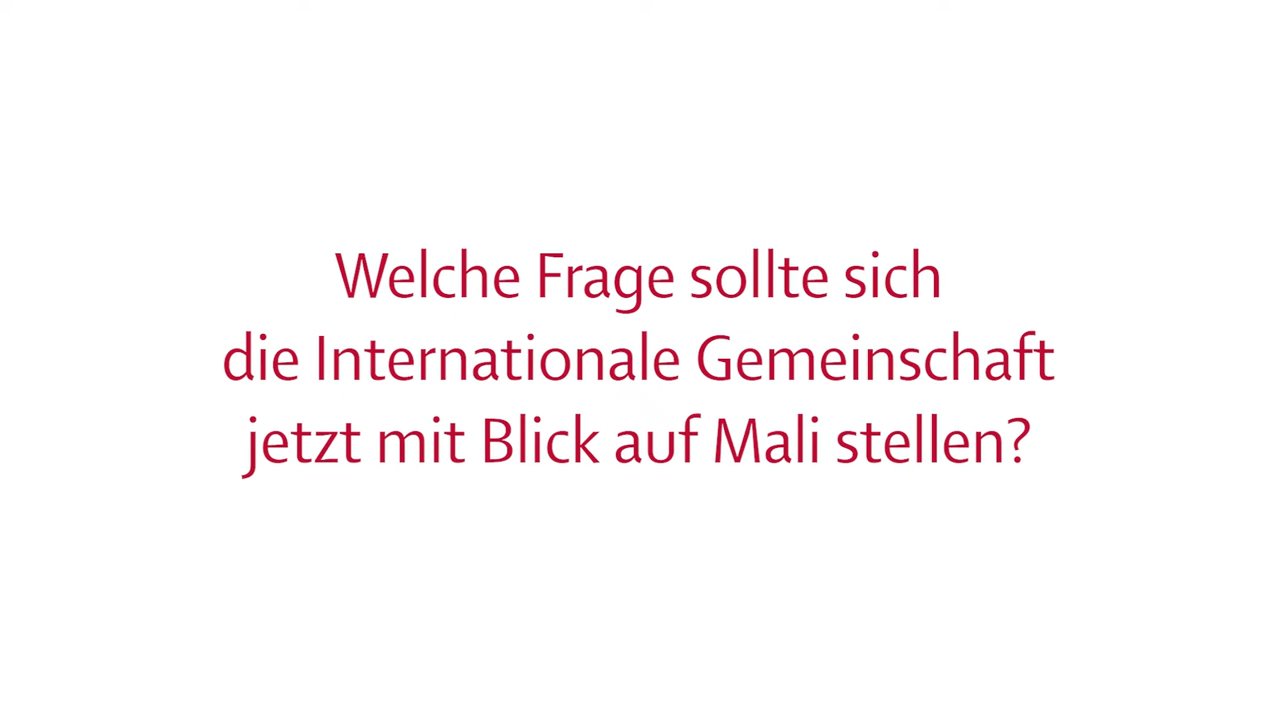 Welche Frage sollte sich
die Internationale Gemeinschaft
jetzt mit Blick auf Mali stellen?